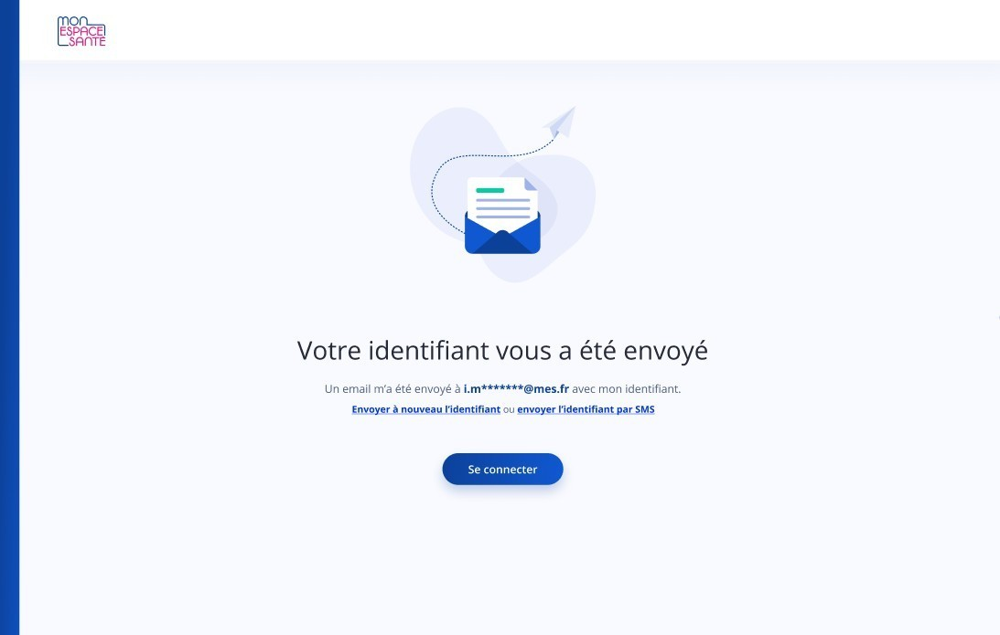 mon
ESPACE
SANTÉ
Votre identifiant vous a été envoyé
Un email m’a été envoyé à i.m*******@mes.fr avec mon identifiant.
Envoyer à nouveau l’identifiant ou envoyer l’identifiant par SMS
Se connecter